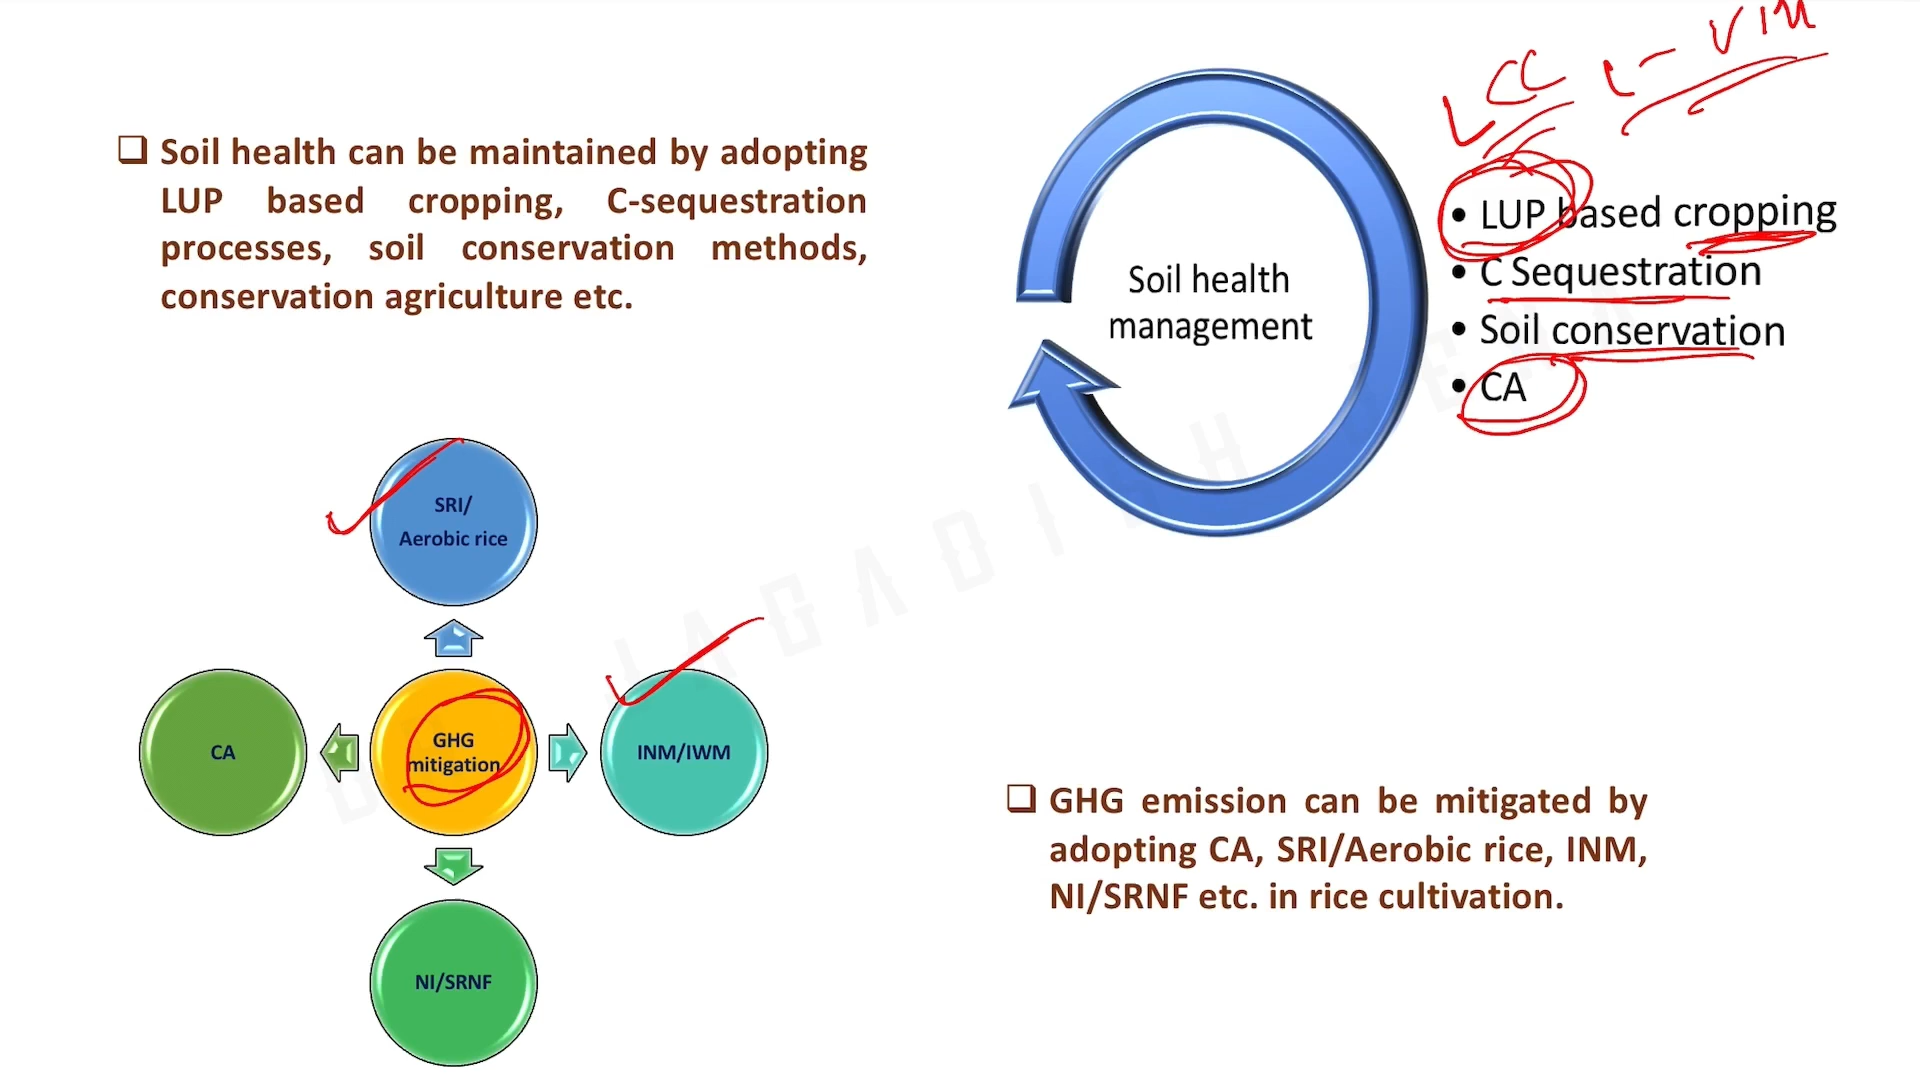 Soil health can be maintained by adopting
LUP based cropping, C-sequestration
processes, soil conservation methods,
conservation agriculture etc.
LCC I - VIII
Soil health
management
• LUP based cropping
• C Sequestration
• Soil conservation
• CA
SRI/
Aerobic rice
CA
GHG
mitigation
INM/IWM
NI/SRNF
GHG emission can be mitigated by
adopting CA, SRI/Aerobic rice, INM,
NI/SRNF etc. in rice cultivation.